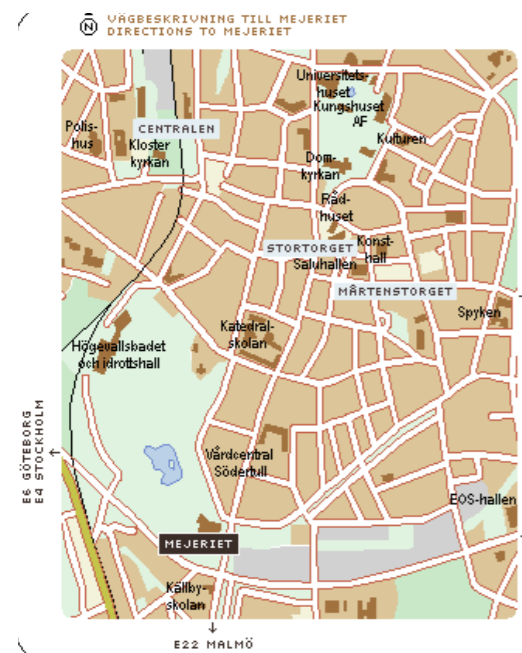 N
VÄGBESKRIVNING TILL MEJERIET
DIRECTIONS TO MEJERIET
Universitets-
huset
Kungshuset
AF
Polis-
hus
CENTRALEN
Kloster
kyrkan
Kulturen
Dom-
kyrkan
Råd-
huset
STORTORGET
Konst-
hall
Saluhallen
MÅRTENSTORGET
Spyken
Katedral-
skolan
Högevallsbadet
och idrottshall
E6 GÖTEBORG
E4 STOCKHOLM
Vårdcentral
Södertull
EOS-hallen
MEJERIET
Källby-
skolan
E22 MALMÖ